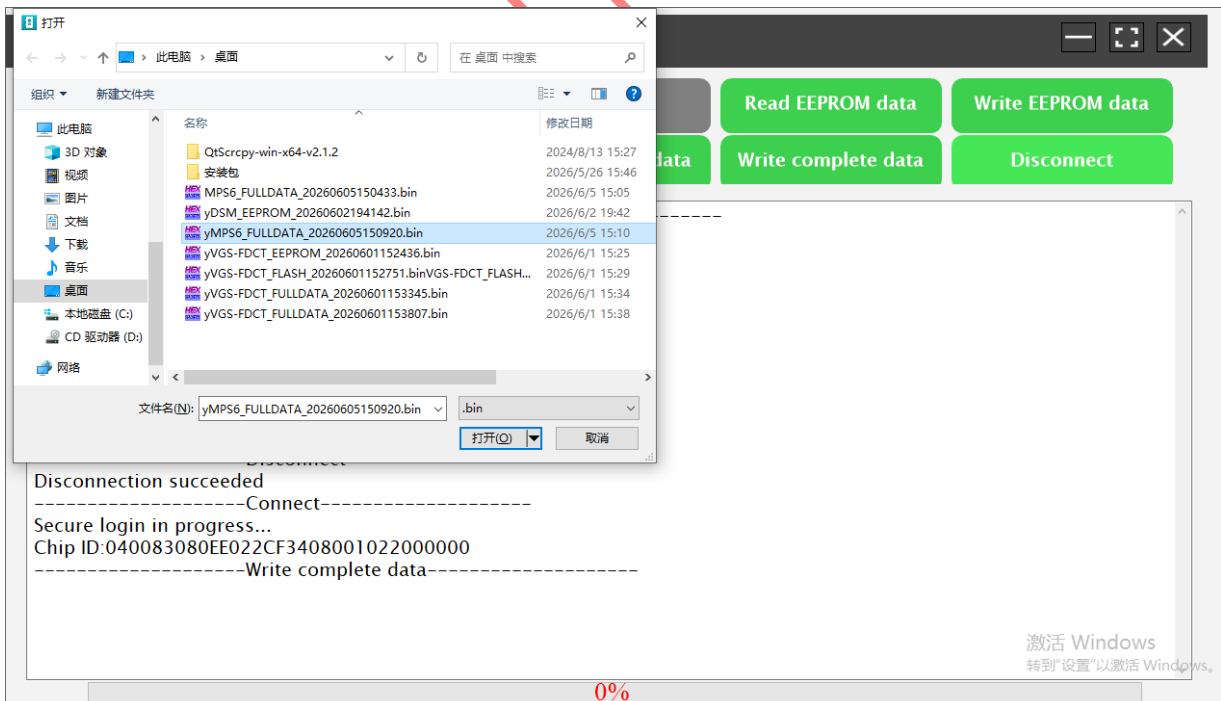 打开
此电脑 › 桌面
在 桌面 中搜索
组织
新建文件夹
此电脑
3D 对象
视频
图片
文档
下载
音乐
桌面
本地磁盘 (C:)
CD 驱动器 (D:)
网络
名称 修改日期
QtScrcpy-win-x64-v2.1.2 2024/8/13 15:27
安装包 2026/5/26 15:46
MPS6_FULLDATA_20260605150433.bin 2026/6/5 15:05
yDSM_EEPROM_20260602194142.bin 2026/6/2 19:42
yMPS6_FULLDATA_20260605150920.bin 2026/6/5 15:10
yVGS-FDCT_EEPROM_20260601152436.bin 2026/6/1 15:25
yVGS-FDCT_FLASH_20260601152751.binVGS-FDCT_FLASH... 2026/6/1 15:29
yVGS-FDCT_FULLDATA_20260601153345.bin 2026/6/1 15:34
yVGS-FDCT_FULLDATA_20260601153807.bin 2026/6/1 15:38
文件名(N): yMPS6_FULLDATA_20260605150920.bin .bin
打开(O) 取消
Read EEPROM data Write EEPROM data
data Write complete data Disconnect
Disconnect
Disconnection succeeded
--------------------Connect--------------------
Secure login in progress...
Chip ID:040083080EE022CF3408001022000000
--------------------Write complete data--------------------
激活 Windows
转到"设置"以激活 Windows。
0%